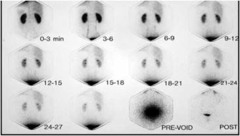 0-3 min 3-6 6-9 9-12
12-15 15-18 18-21 21-24
24-27 PRE-VOID POST